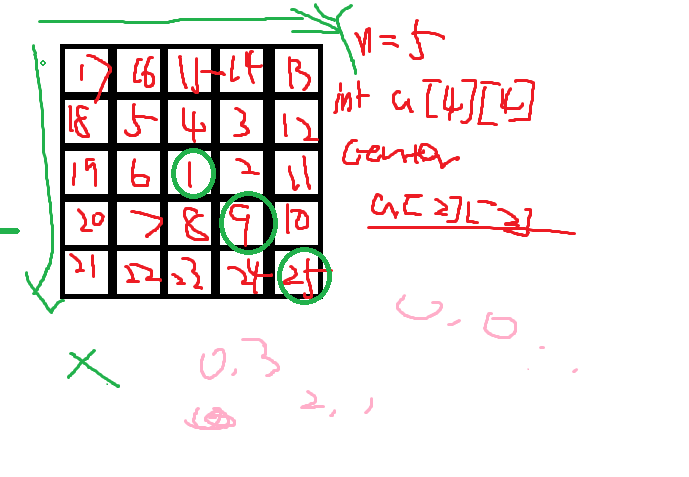 17 16 15 14 13
n = 5
18 5 4 3 12
int a[4][4]
19 6 1 2 11
Center
20 7 8 9 10
a[2][2]
21 22 23 24 25
0, 0
X
0, 3
2, 1